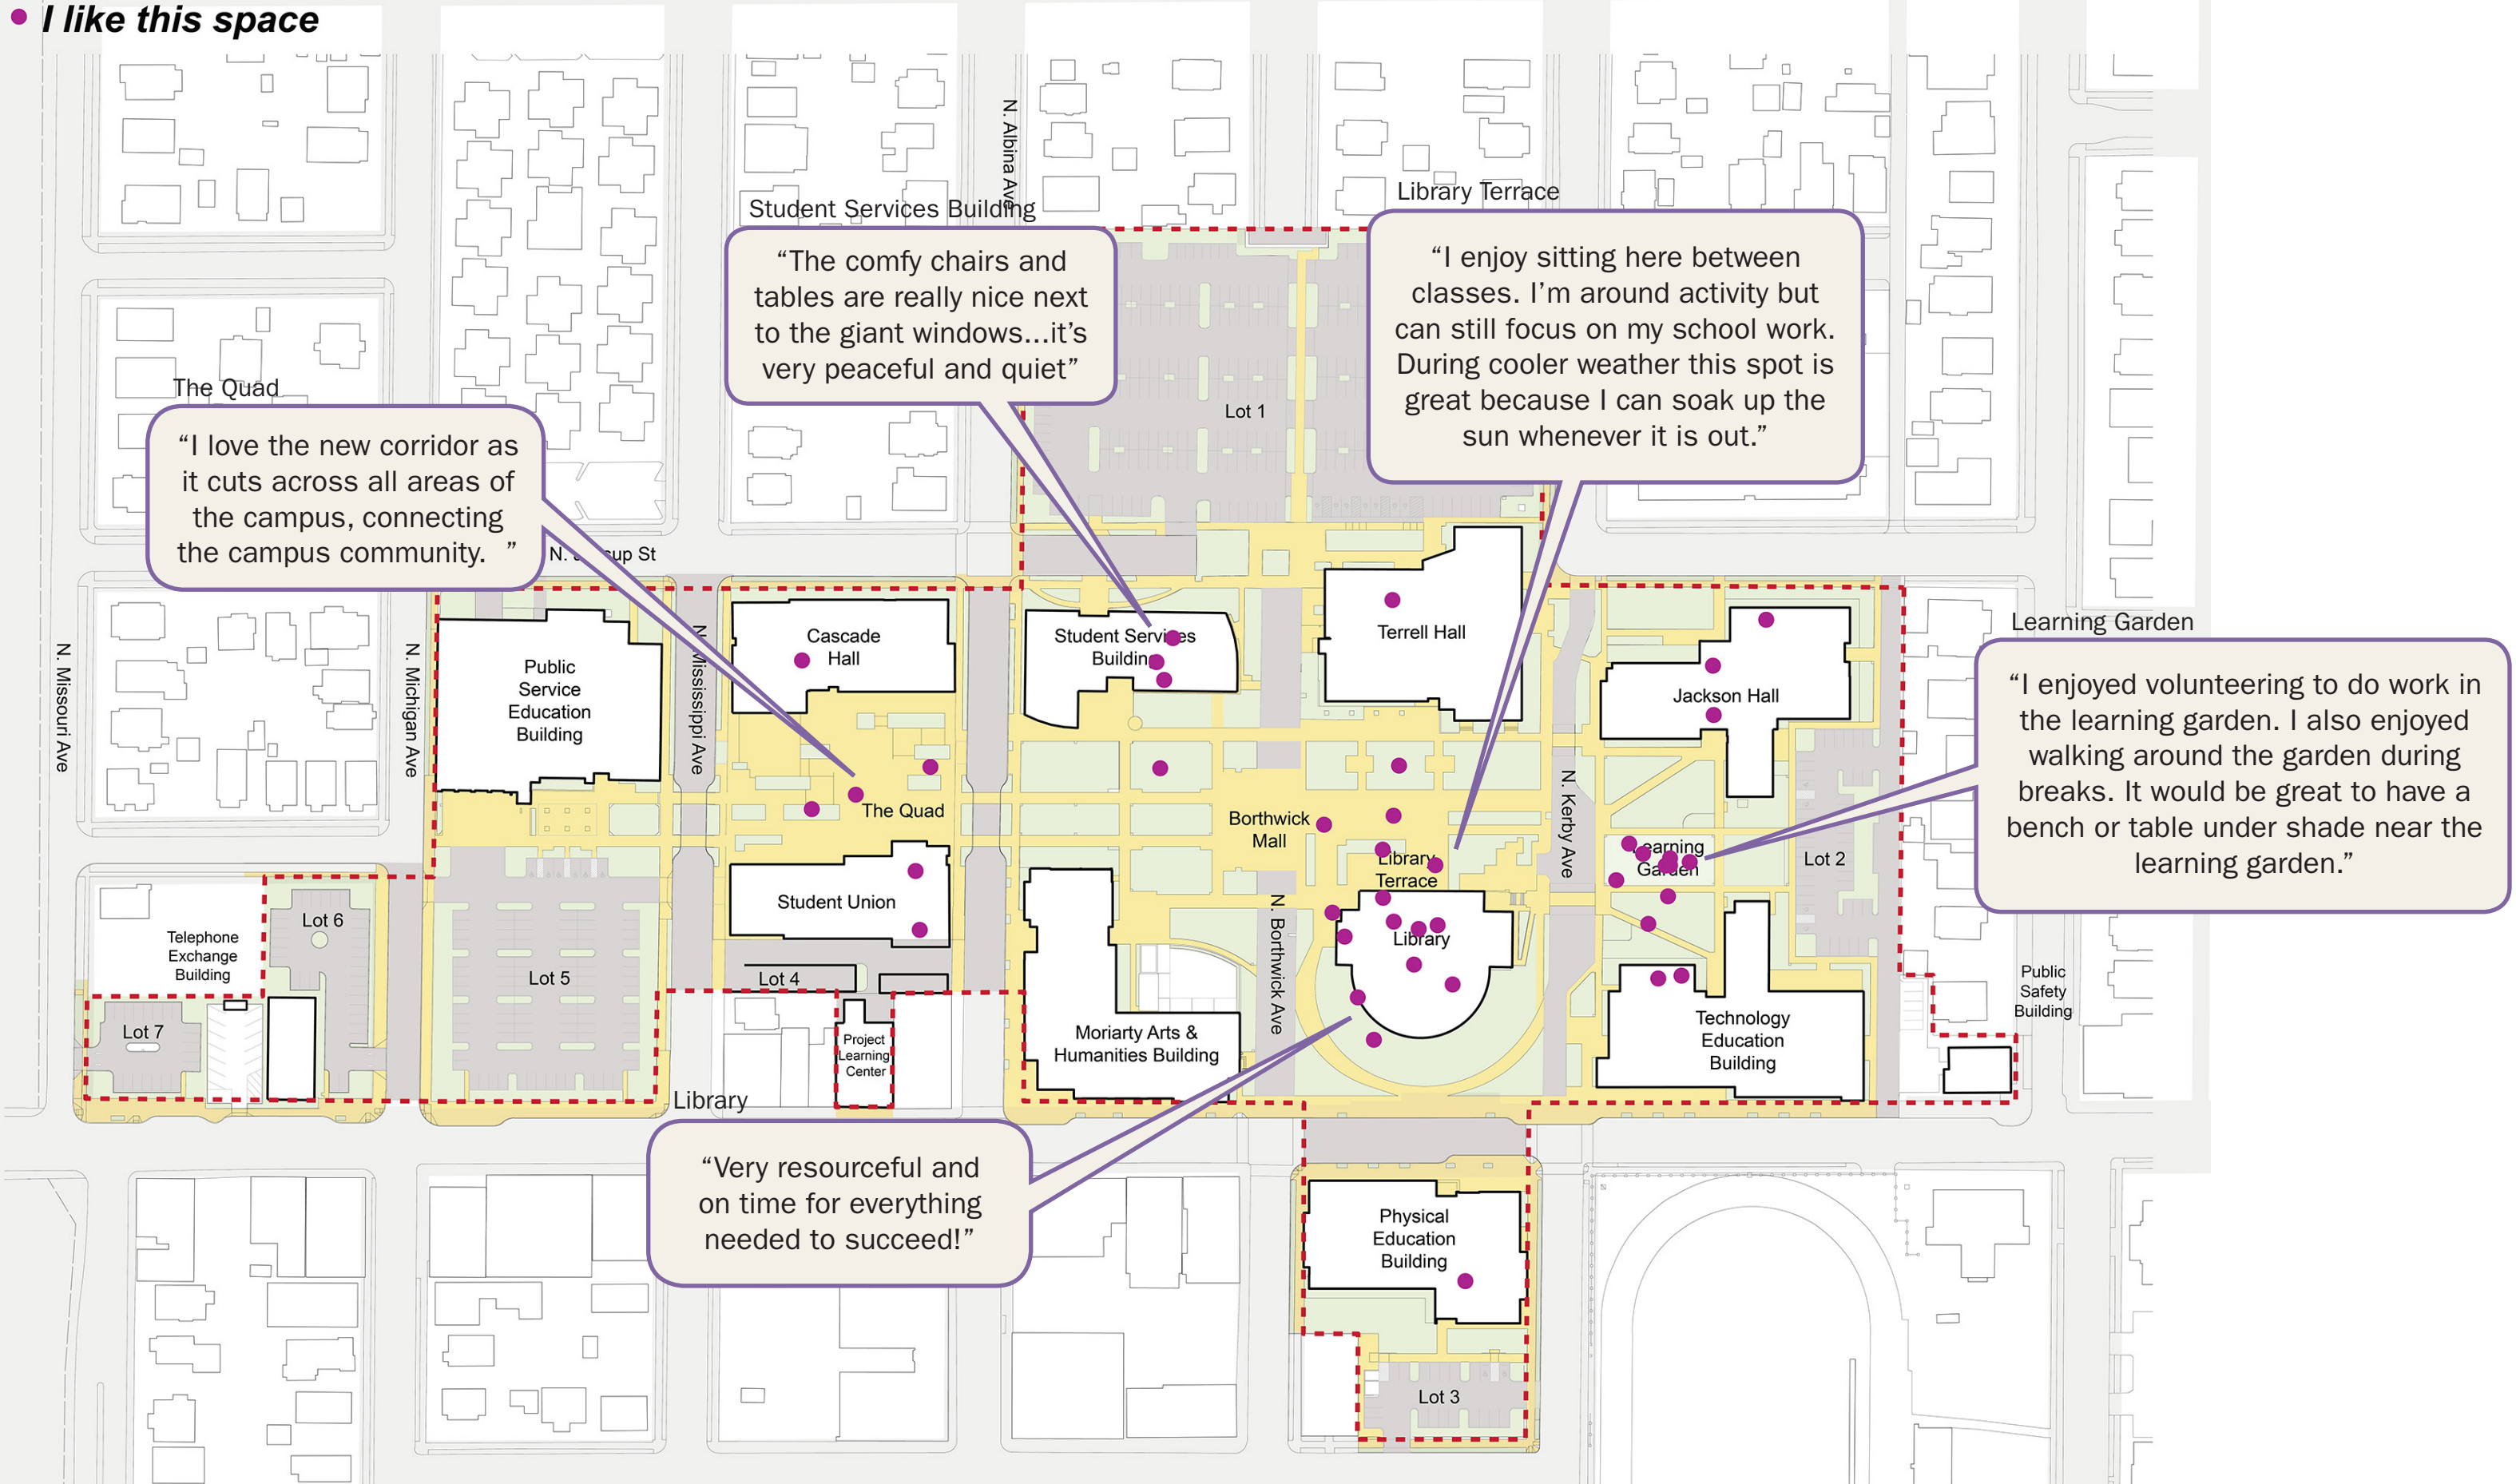 I like this space
N. Albina Ave
Library Terrace
Student Services Building
“I enjoy sitting here between
classes. I’m around activity but
can still focus on my school work.
During cooler weather this spot is
great because I can soak up the
sun whenever it is out.”
“The comfy chairs and
tables are really nice next
to the giant windows...it’s
very peaceful and quiet”
The Quad
“I love the new corridor as
it cuts across all areas of
the campus, connecting
the campus community.   ”
Lot 1
N. St
Learning Garden
“I enjoyed volunteering to do work in
the learning garden. I also enjoyed
walking around the garden during
breaks. It would be great to have a
bench or table under shade near the
learning garden.”
N. Missouri Ave
N. Michigan Ave
Public
Service
Education
Building
N. Mississippi Ave
Cascade
Hall
Student Services
Building
Terrell Hall
Jackson Hall
The Quad
Borthwick
Mall
N. Kerby Ave
Library
Terrace
Learning
Garden
Lot 2
Student Union
Lot 6
Telephone
Exchange
Building
Lot 5
Lot 4
Lot 7
Project
Learning
Center
Moriarty Arts &
Humanities Building
N. Borthwick Ave
Library
Technology
Education
Building
Public
Safety
Building
Library
“Very resourceful and
on time for everything
needed to succeed!”
Physical
Education
Building
Lot 3